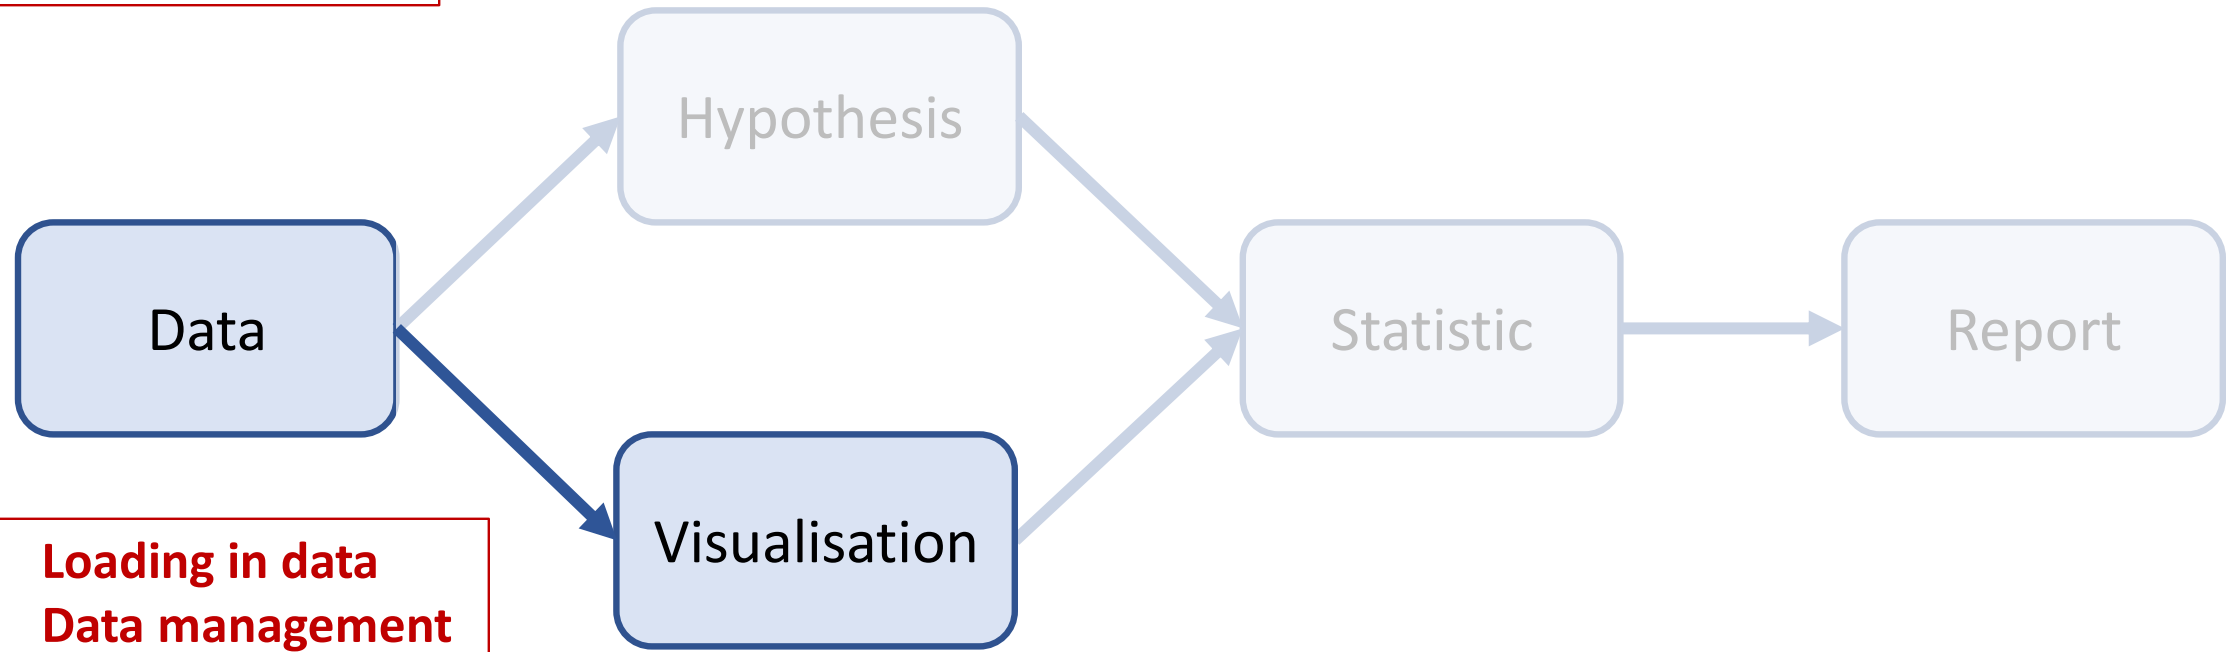 Hypothesis
Data
Statistic
Report
Visualisation
Loading in data
Data management